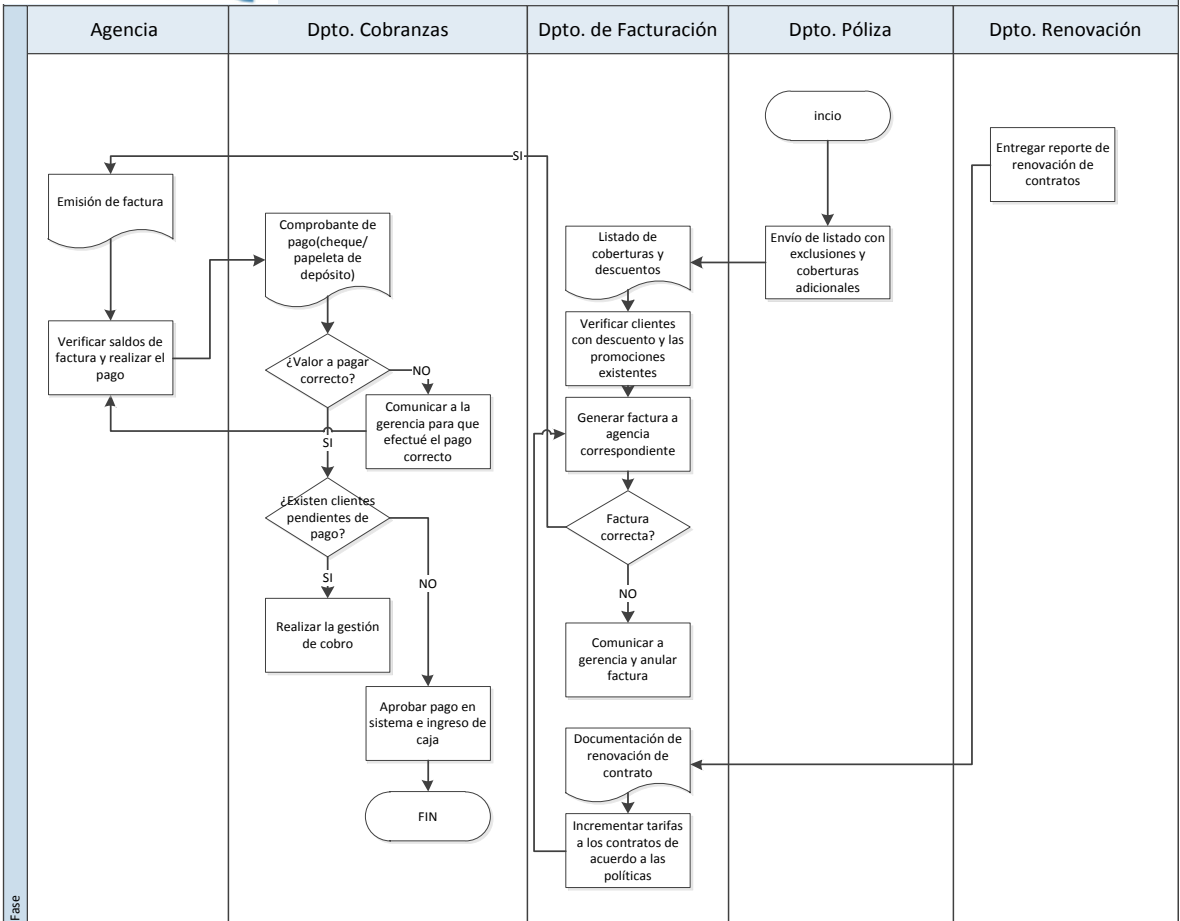 Agencia
Dpto. Cobranzas
Dpto. de Facturación
Dpto. Póliza
Dpto. Renovación
incio
Entregar reporte de
renovación de
contratos
SI
Emisión de factura
Comprobante de
pago(cheque/
papeleta de
depósito)
Listado de
coberturas y
descuentos
Envío de listado con
exclusiones y
coberturas
adicionales
Verificar saldos de
factura y realizar el
pago
¿Valor a pagar
correcto?
NO
Verificar clientes
con descuento y las
promociones
existentes
Comunicar a la
gerencia para que
efectué el pago
correcto
SI
Generar factura a
agencia
correspondiente
¿Existen clientes
pendientes de
pago?
Factura
correcta?
SI
NO
NO
Realizar la gestión
de cobro
Comunicar a
gerencia y anular
factura
Aprobar pago en
sistema e ingreso de
caja
Documentación de
renovación de
contrato
FIN
Incrementar tarifas
a los contratos de
acuerdo a las
políticas
Fase